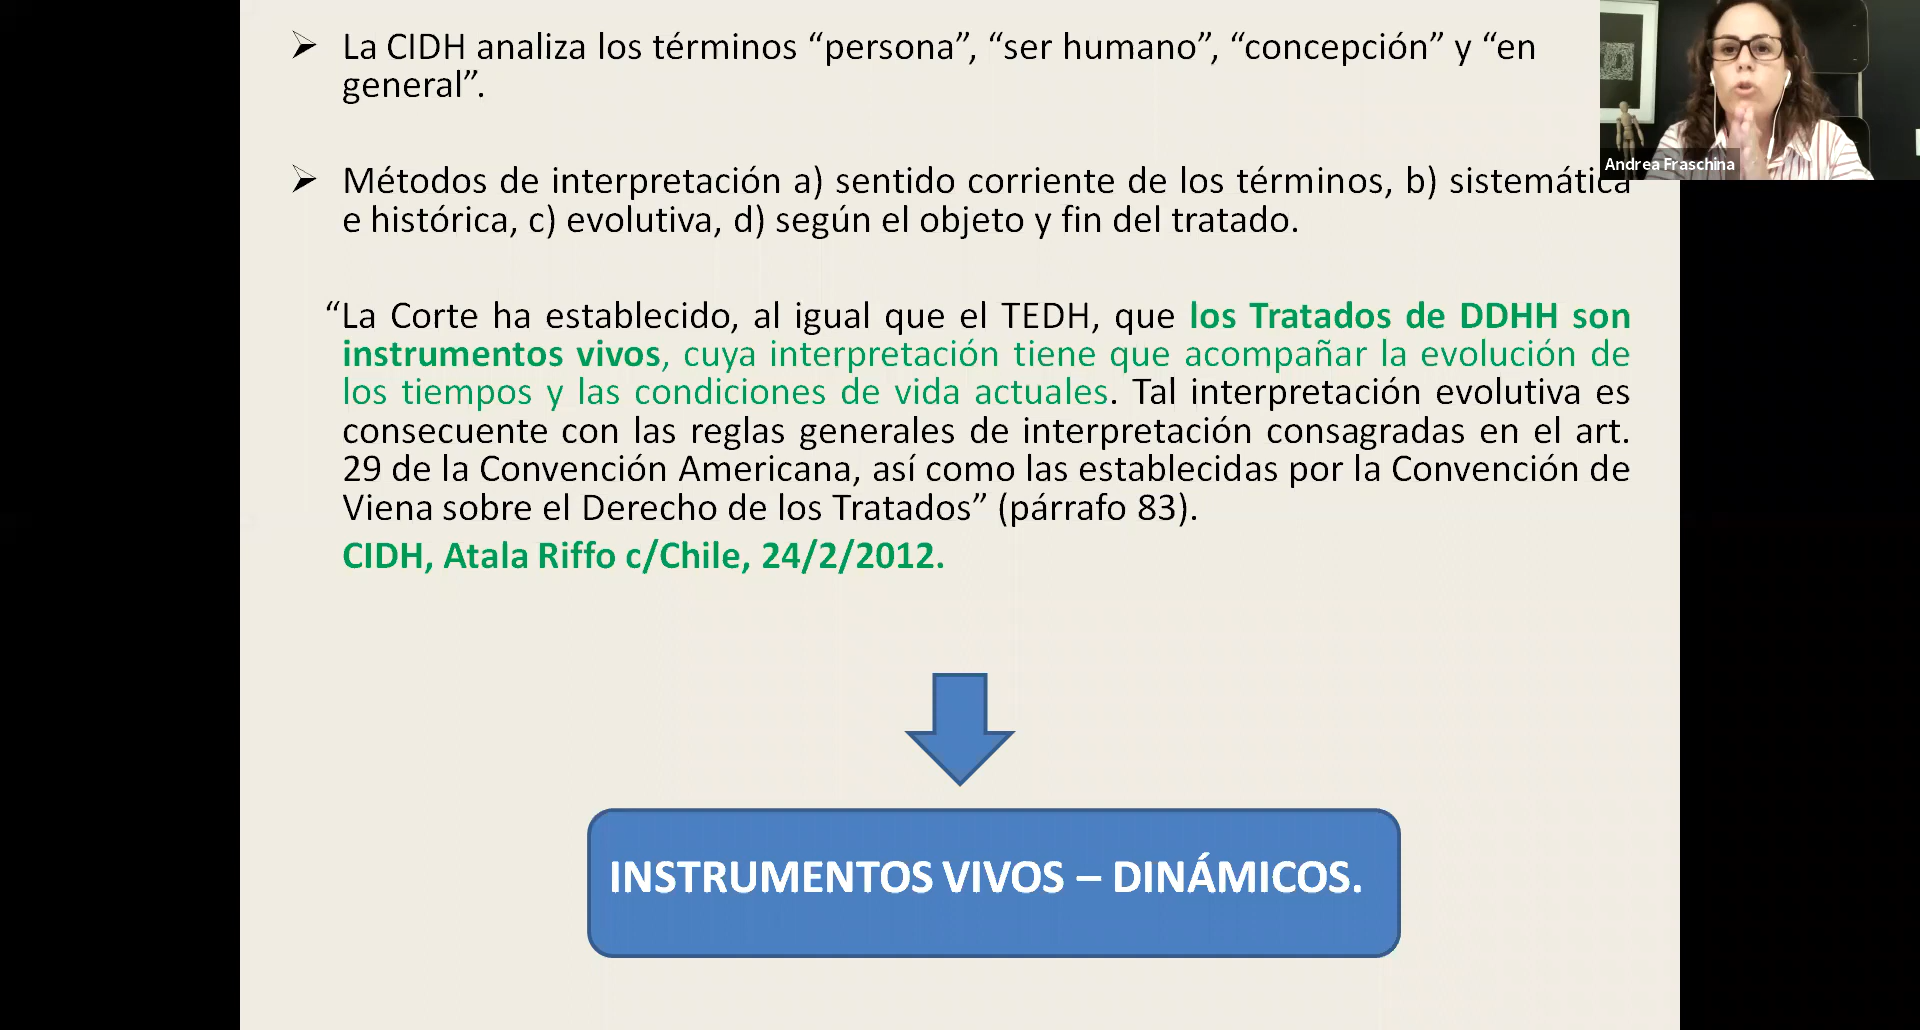 La CIDH analiza los términos “persona”, “ser humano”, “concepción” y “en
general”.
Andrea Fraschina
Métodos de interpretación a) sentido corriente de los términos, b) sistemática
e histórica, c) evolutiva, d) según el objeto y fin del tratado.
“La Corte ha establecido, al igual que el TEDH, que los Tratados de DDHH son
instrumentos vivos, cuya interpretación tiene que acompañar la evolución de
los tiempos y las condiciones de vida actuales. Tal interpretación evolutiva es
consecuente con las reglas generales de interpretación consagradas en el art.
29 de la Convención Americana, así como las establecidas por la Convención de
Viena sobre el Derecho de los Tratados” (párrafo 83).
CIDH, Atala Riffo c/Chile, 24/2/2012.
INSTRUMENTOS VIVOS – DINÁMICOS.